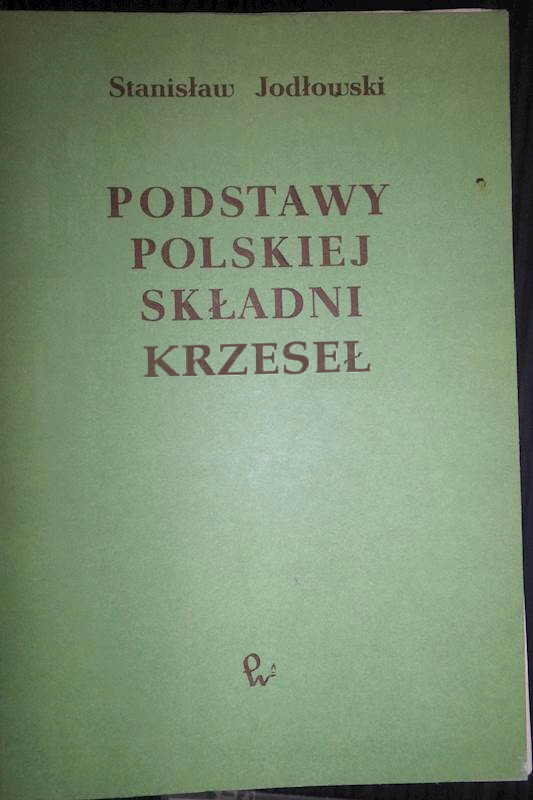 Stanisław Jodłowski
PODSTAWY
POLSKIEJ
SKŁADNI
KRZESEŁ